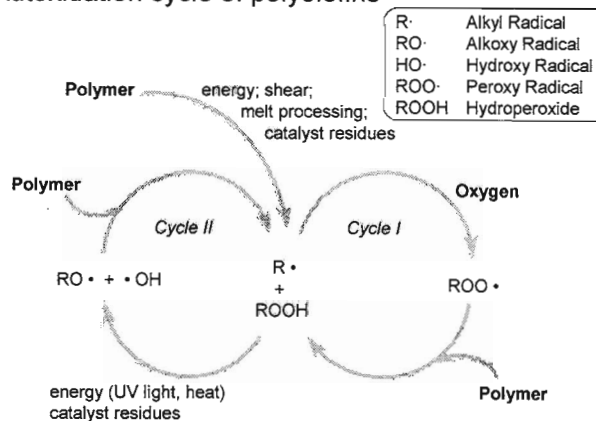 R· Alkyl Radical
RO· Alkoxy Radical
HO· Hydroxy Radical
ROO· Peroxy Radical
ROOH Hydroperoxide
Polymer
energy; shear;
melt processing;
catalyst residues
Polymer
Oxygen
Cycle II
Cycle I
RO • + • OH
R •
+
ROOH
ROO •
energy (UV light, heat)
catalyst residues
Polymer